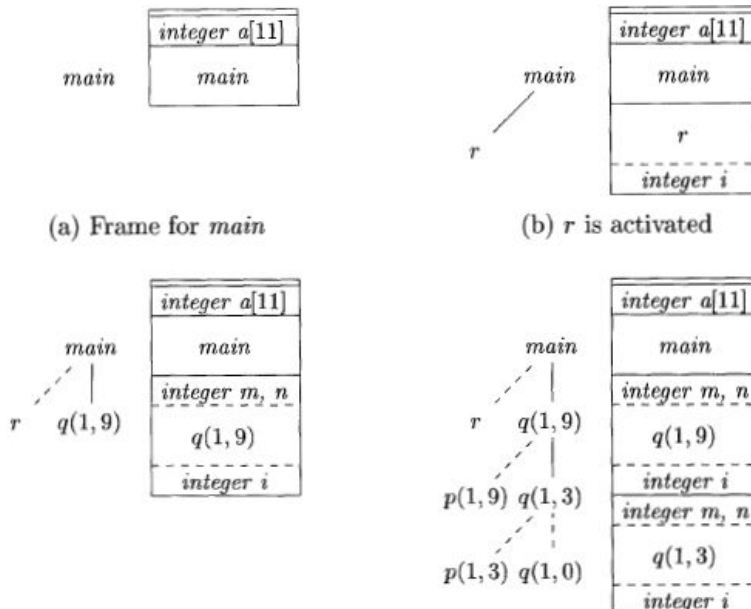 integer a[11]
main
main
(a) Frame for main
integer a[11]
main
main
r
r
integer i
(b) r is activated
integer a[11]
main
main
integer m, n
r
q(1,9)
q(1,9)
integer i
integer a[11]
main
main
integer m, n
r
q(1,9)
q(1,9)
integer i
p(1,9) q(1,3)
integer m, n
q(1,3)
p(1,3) q(1,0)
integer i